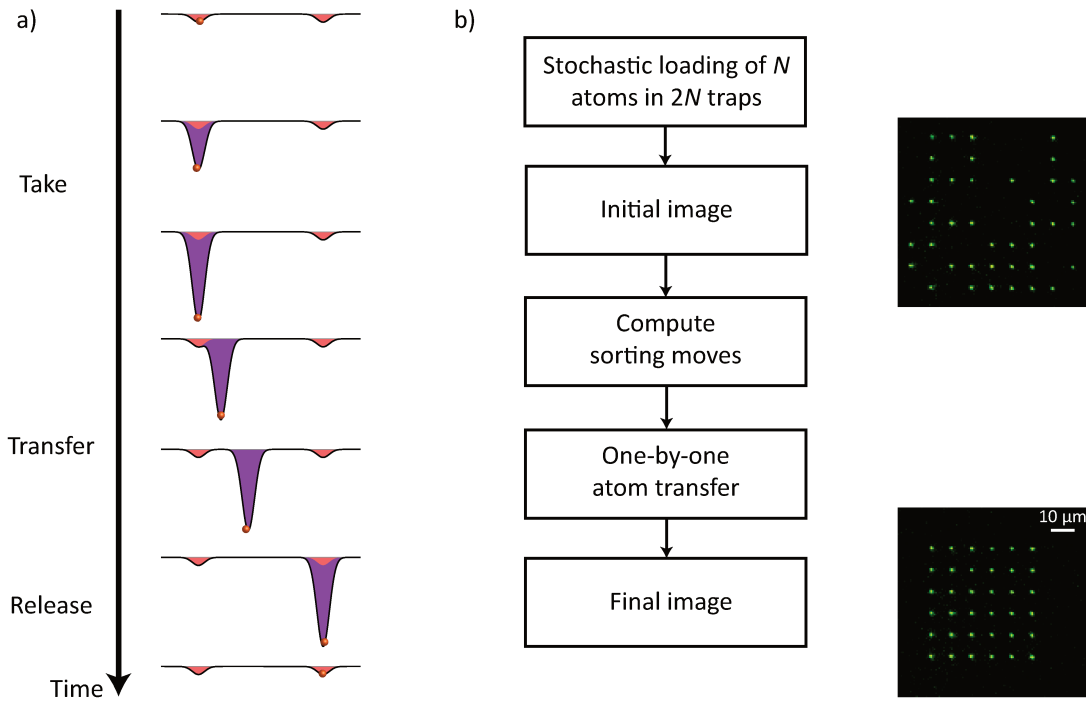 a)
Take
Transfer
Release
Time
b)
Stochastic loading of N
atoms in 2N traps
Initial image
Compute
sorting moves
One-by-one
atom transfer
Final image
10 µm